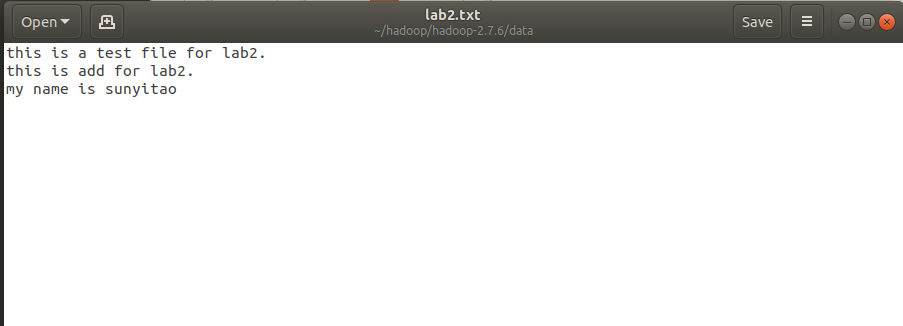 Open
lab2.txt
~/hadoop/hadoop-2.7.6/data
Save
this is a test file for lab2.
this is add for lab2.
my name is sunyitao